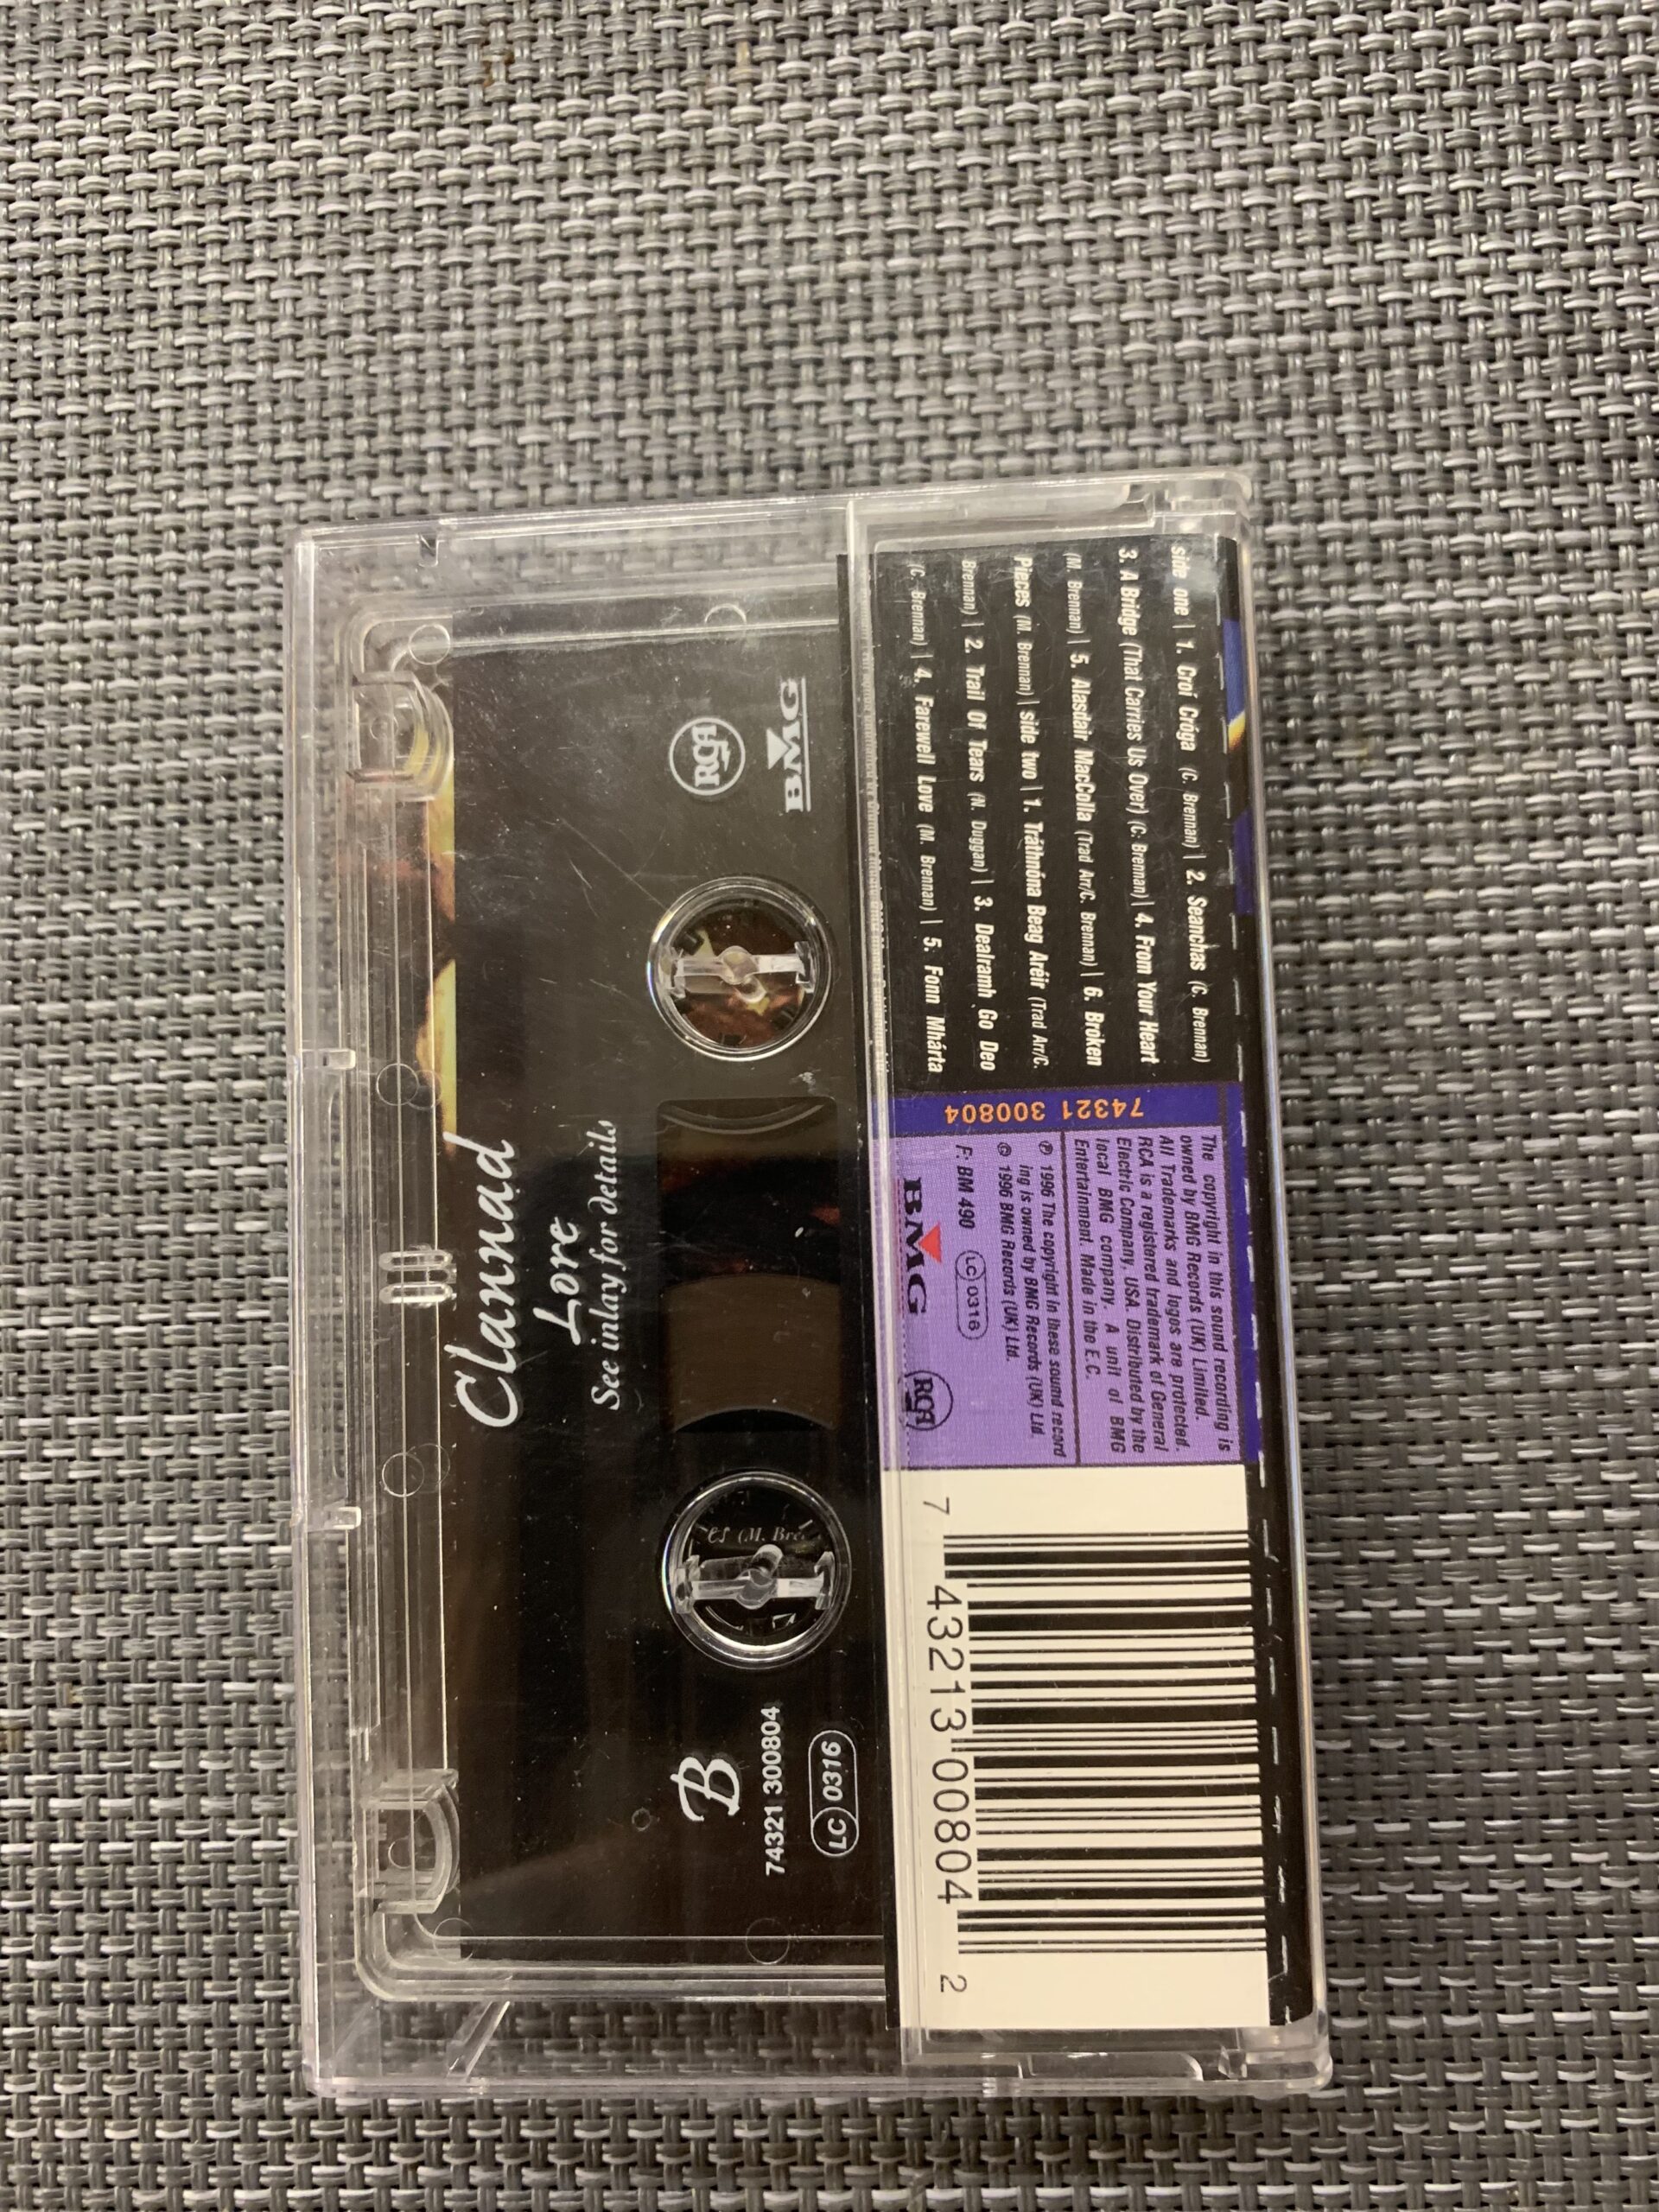 side one | 1. Croí Cróga (C. Brennan) | 2. Seanchas (C. Brennan)
3. A Bridge (That Carries Us Over) (C. Brennan) | 4. From Your Heart
(M. Brennan) | 5. Alasdair MacColla (Trad Arr/C. Brennan) | 6. Broken
Pieces (M. Brennan) | side two | 1. Tráthnóna Beag Aréir (Trad Arr/C.
Brennan) | 2. Trail Of Tears (N. Duggan) | 3. Dealramh Go Deo
(C. Brennan) | 4. Farewell Love (M. Brennan) | 5. Fonn Mhárta
74321 300804
The copyright in this sound recording is
owned by BMG Records (UK) Limited.
All Trademarks and logos are protected.
RCA is a registered trademark of General
Electric Company, USA. Distributed by the
local BMG company. A unit of BMG
Entertainment. Made in the E.C.
℗ 1996 The copyright in these sound record
ing is owned by BMG Records (UK) Ltd.
© 1996 BMG Records (UK) Ltd.
F: BM 490 LC 0316
BMG RCA
7 43213 00804 2
BMG
RCA
LC 0316
74321 300804
B
es (M. Bre
Clannad
Lore
See inlay for details